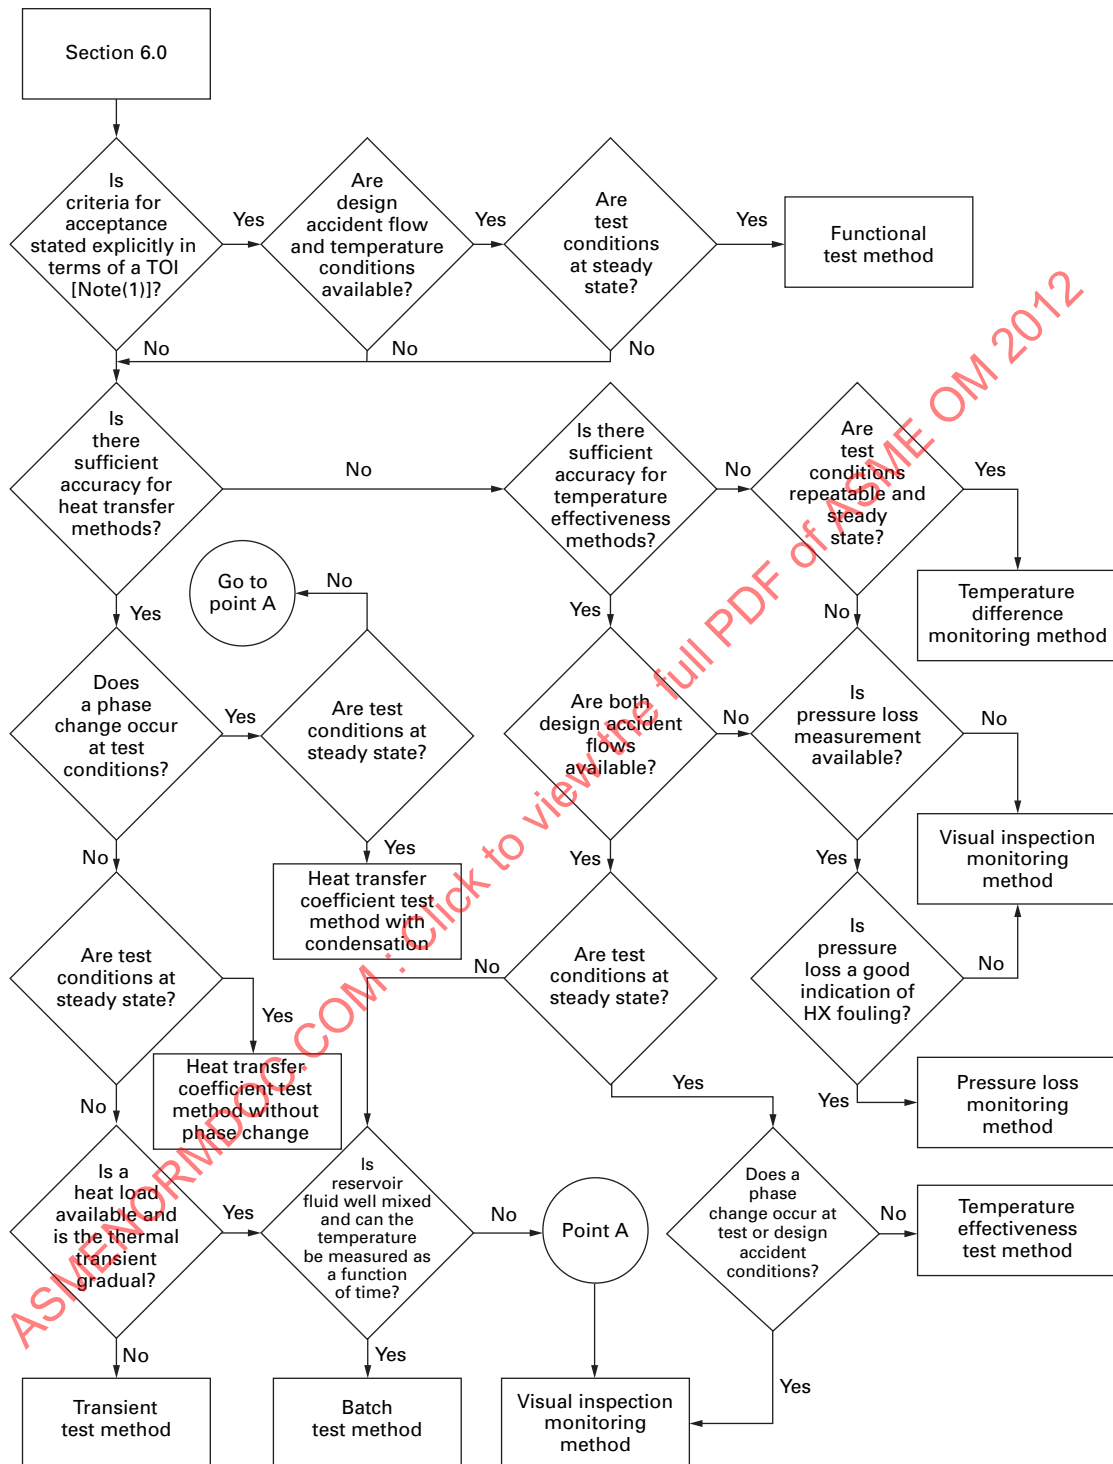 Section 6.0
Is
criteria for
acceptance
stated explicitly in
terms of a TOI
[Note(1)]?
Yes
Are
design
accident flow
and temperature
conditions
available?
Yes
Are
test
conditions
at steady
state?
Yes
Functional
test method
No
No
No
Is
there
sufficient
accuracy for
heat transfer
methods?
No
Is there
sufficient
accuracy for
temperature
effectiveness
methods?
No
Are
test
conditions
repeatable and
steady
state?
Yes
Temperature
difference
monitoring method
Yes
Go to
point A
No
Yes
No
Does
a phase
change occur
at test
conditions?
Yes
Are test
conditions at
steady state?
Are both
design accident
flows
available?
No
Is
pressure loss
measurement
available?
No
Visual inspection
monitoring
method
No
Yes
Heat transfer
coefficient test
method with
condensation
Yes
Yes
Are test
conditions at
steady state?
Yes
Heat transfer
coefficient test
method without
phase change
No
Are test
conditions at
steady state?
Is
pressure
loss a good
indication of
HX fouling?
No
Yes
Yes
Pressure loss
monitoring
method
No
Is a
heat load
available and
is the thermal
transient
gradual?
Yes
Is
reservoir
fluid well mixed
and can the
temperature
be measured as
a function
of time?
No
Point A
Does a
phase
change occur at
test or design
accident
conditions?
No
Temperature
effectiveness
test method
No
Yes
Yes
Transient
test method
Batch
test method
Visual inspection
monitoring
method
ASMENORMDOC.COM : Click to view the full PDF of ASME OM 2012